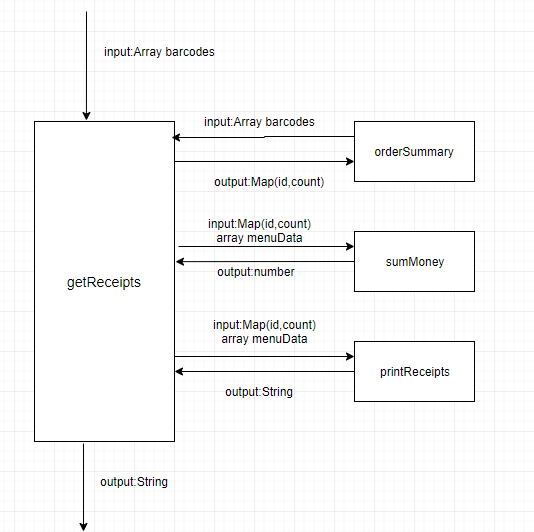 input:Array barcodes
input:Array barcodes
orderSummary
output:Map(id,count)
input:Map(id,count)
array menuData
sumMoney
output:number
getReceipts
input:Map(id,count)
array menuData
printReceipts
output:String
output:String